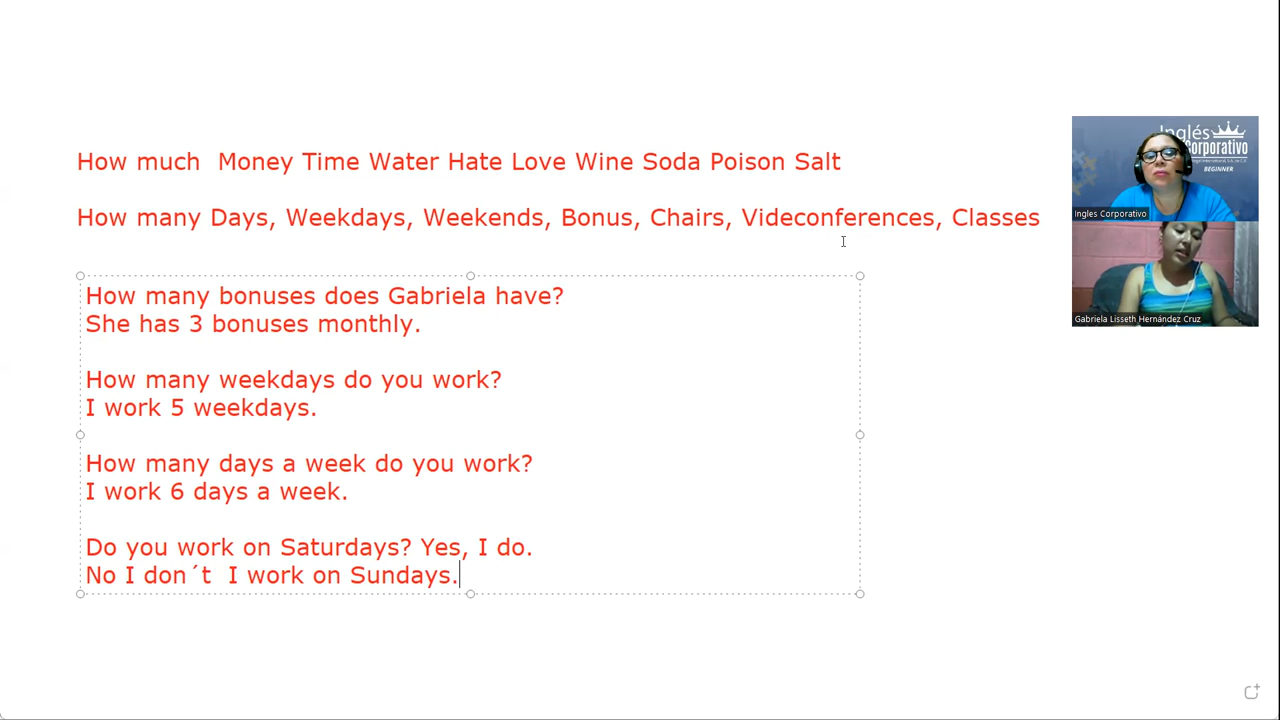 How much  Money Time Water Hate Love Wine Soda Poison Salt
How many Days, Weekdays, Weekends, Bonus, Chairs, Videconferences, Classes
How many bonuses does Gabriela have?
She has 3 bonuses monthly.
How many weekdays do you work?
I work 5 weekdays.
How many days a week do you work?
I work 6 days a week.
Do you work on Saturdays? Yes, I do.
No I don´t  I work on Sundays.
Inglés
Corporativo
BEGINNER
Ingles Corporativo
Gabriela Lisseth Hernández Cruz